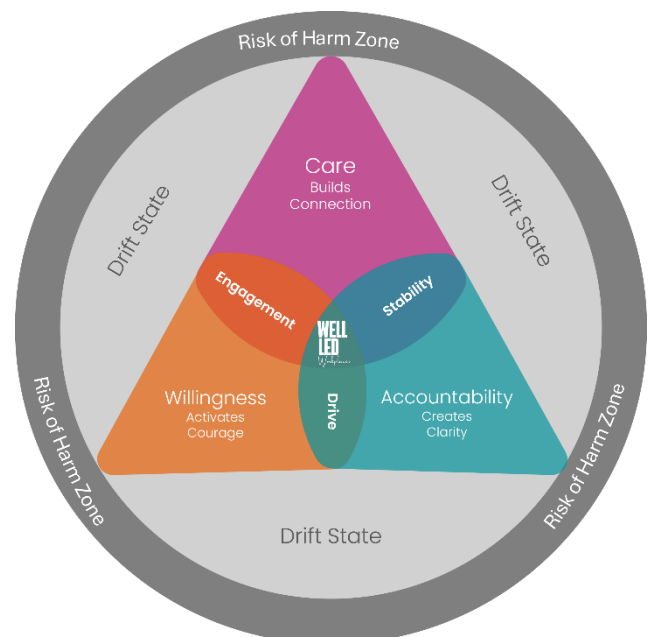 Risk of Harm Zone
Drift State
Drift State
Care
Builds
Connection
Engagement
Stability
WELL
LED
Workplaces
Willingness
Activates
Courage
Drive
Accountability
Creates
Clarity
Risk of Harm Zone
Risk of Harm Zone
Drift State